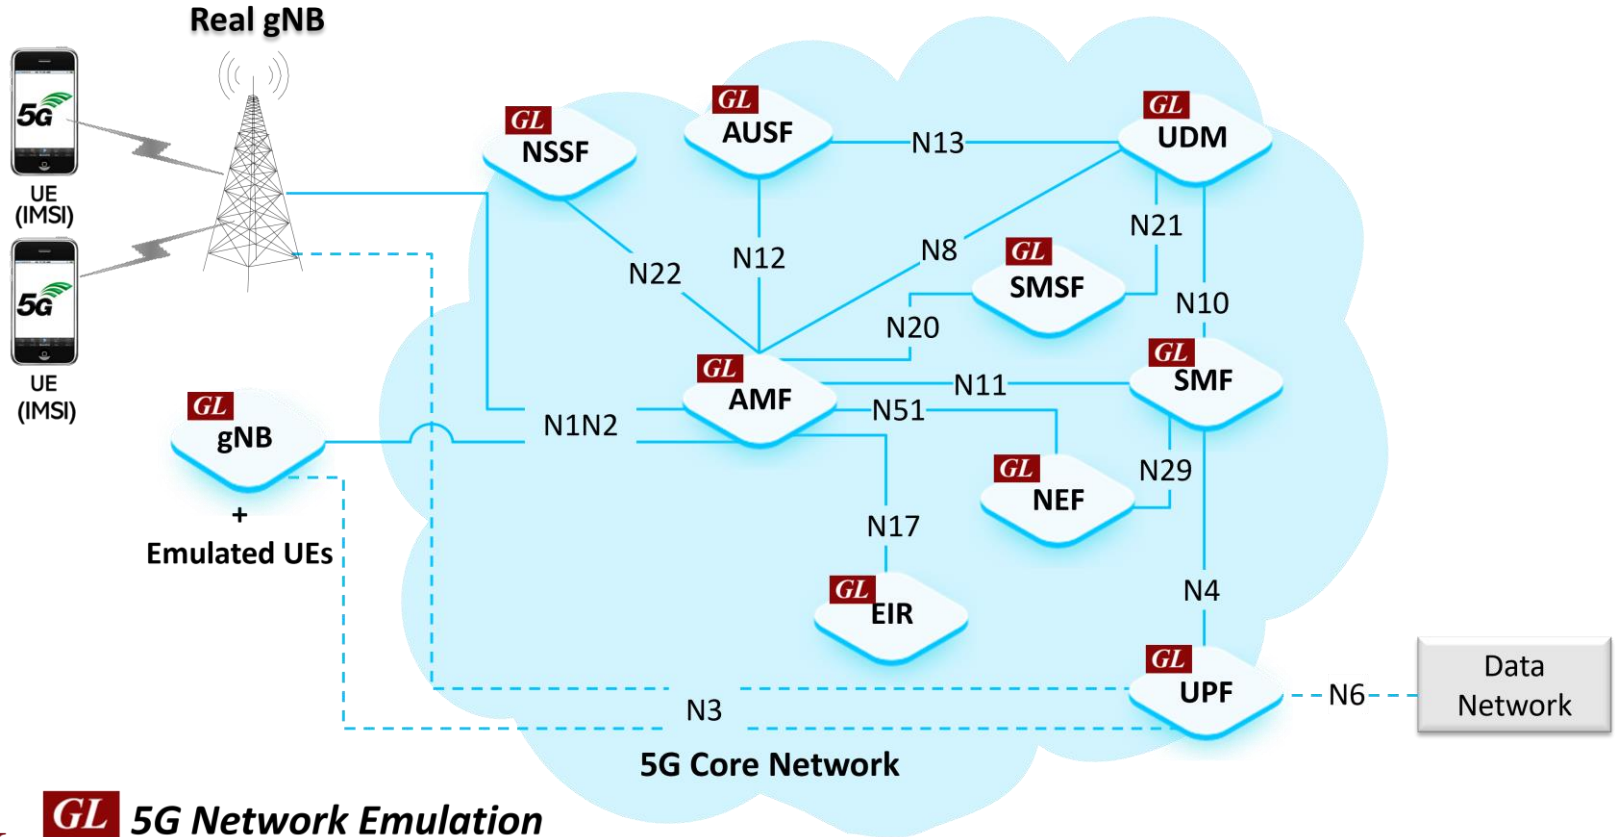 Real gNB
5G
UE
(IMSI)
5G
UE
(IMSI)
GL
NSSF
GL
AUSF
N13
GL
UDM
N22
N12
N8
GL
SMSF
N21
N20
N10
GL
AMF
N11
GL
SMF
N51
GL
gNB
+
Emulated UEs
N1N2
GL
NEF
N29
N17
GL
EIR
N4
N3
GL
UPF
N6
Data
Network
5G Core Network
GL 5G Network Emulation